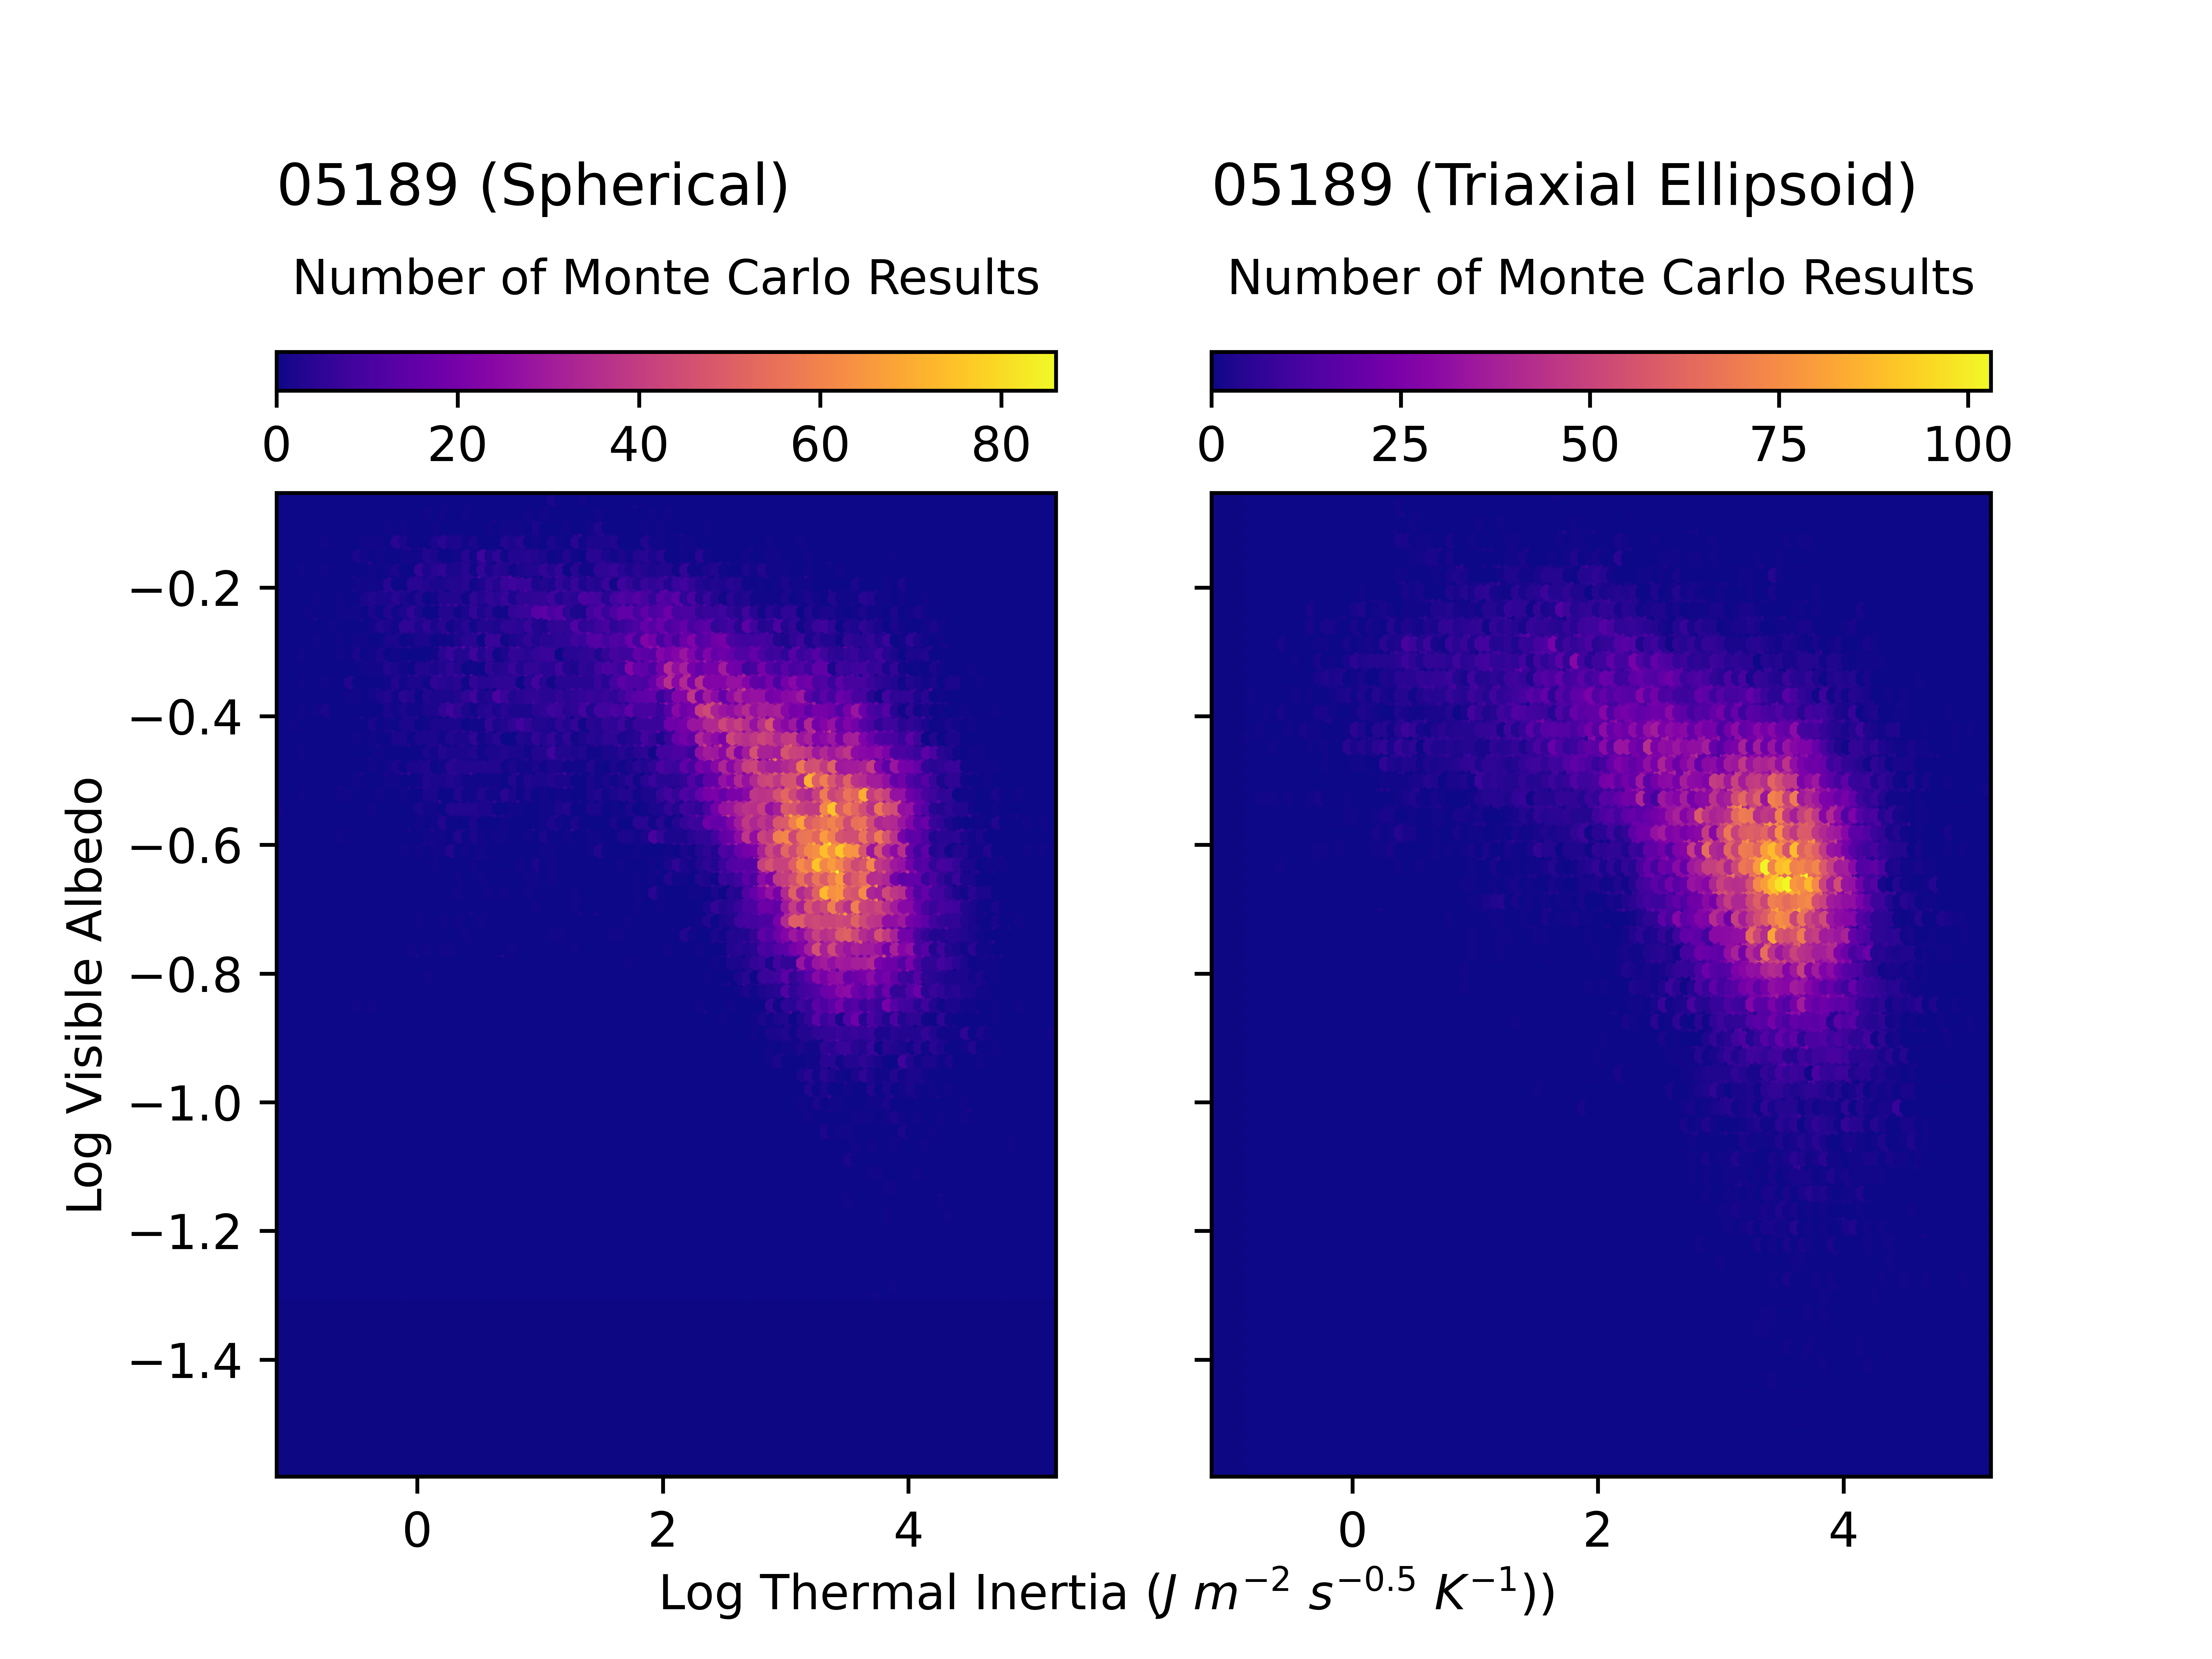 05189 (Spherical)
Number of Monte Carlo Results
0 20 40 60 80
05189 (Triaxial Ellipsoid)
Number of Monte Carlo Results
0 25 50 75 100
Log Visible Albedo
−0.2
−0.4
−0.6
−0.8
−1.0
−1.2
−1.4
0 2 4
0 2 4
Log Thermal Inertia (J m⁻² s⁻⁰·⁵ K⁻¹))